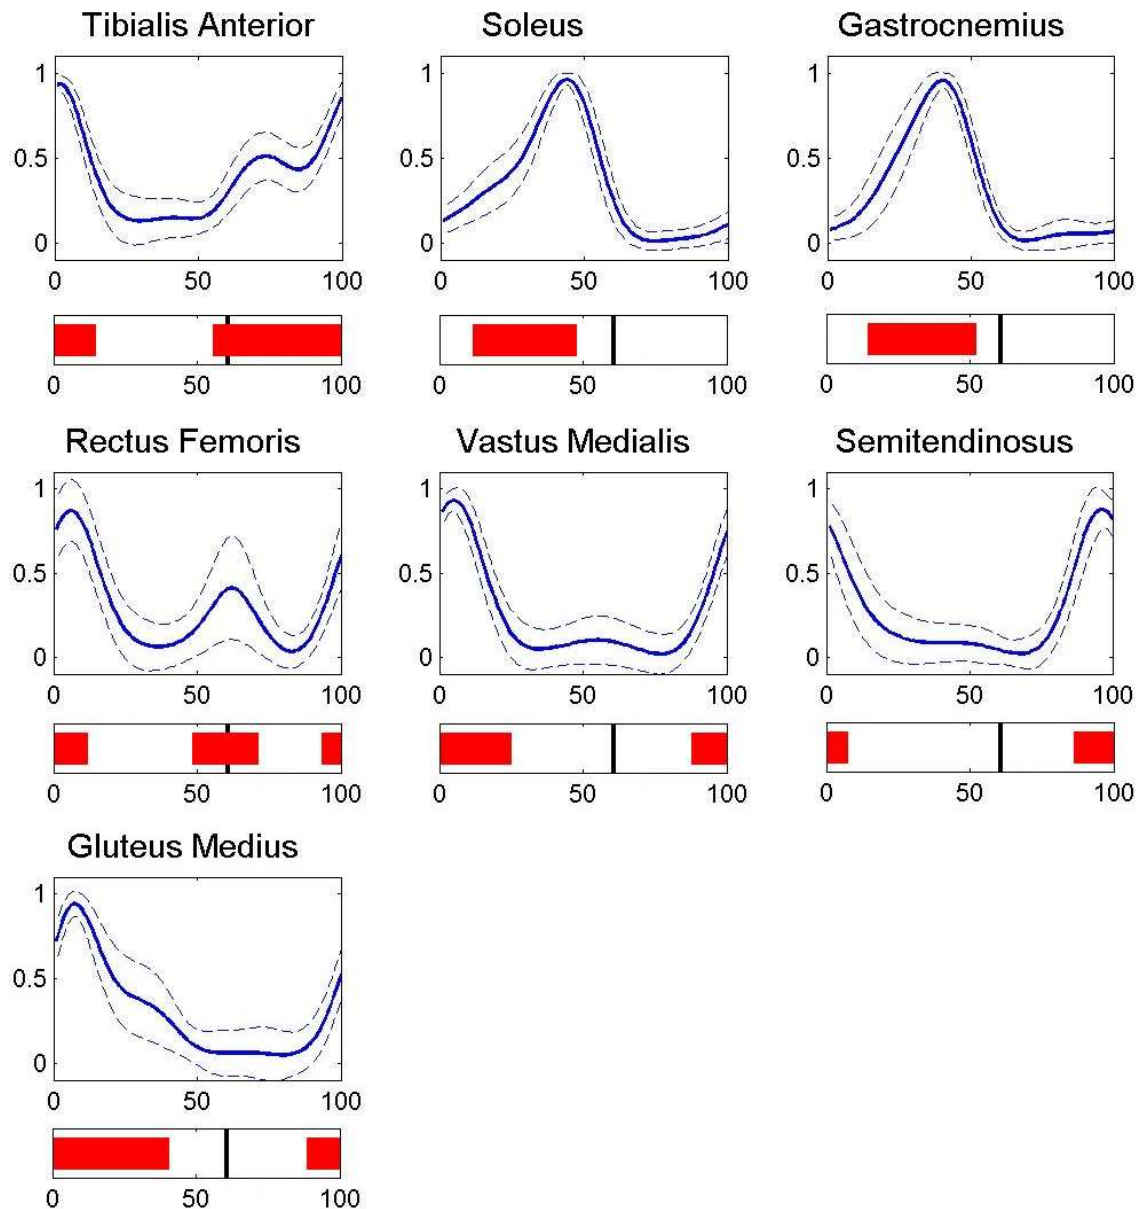 Tibialis Anterior Soleus Gastrocnemius
1 1 1
0.5 0.5 0.5
0 0 0
0 50 100 0 50 100 0 50 100
0 50 100 0 50 100 0 50 100
Rectus Femoris Vastus Medialis Semitendinosus
1 1 1
0.5 0.5 0.5
0 0 0
0 50 100 0 50 100 0 50 100
0 50 100 0 50 100 0 50 100
Gluteus Medius
1
0.5
0
0 50 100
0 50 100